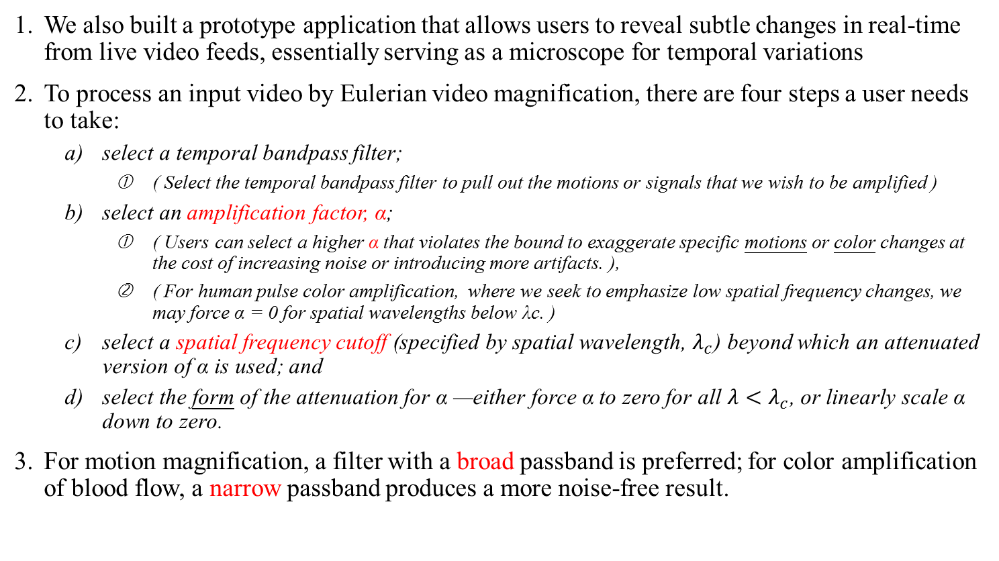 1. We also built a prototype application that allows users to reveal subtle changes in real-time
from live video feeds, essentially serving as a microscope for temporal variations
2. To process an input video by Eulerian video magnification, there are four steps a user needs
to take:
a) select a temporal bandpass filter;
① ( Select the temporal bandpass filter to pull out the motions or signals that we wish to be amplified )
b) select an amplification factor, α;
① ( Users can select a higher α that violates the bound to exaggerate specific motions or color changes at
the cost of increasing noise or introducing more artifacts. ),
② ( For human pulse color amplification, where we seek to emphasize low spatial frequency changes, we
may force α = 0 for spatial wavelengths below λc. )
c) select a spatial frequency cutoff (specified by spatial wavelength, λc) beyond which an attenuated
version of α is used; and
d) select the form of the attenuation for α —either force α to zero for all λ < λc, or linearly scale α
down to zero.
3. For motion magnification, a filter with a broad passband is preferred; for color amplification
of blood flow, a narrow passband produces a more noise-free result.